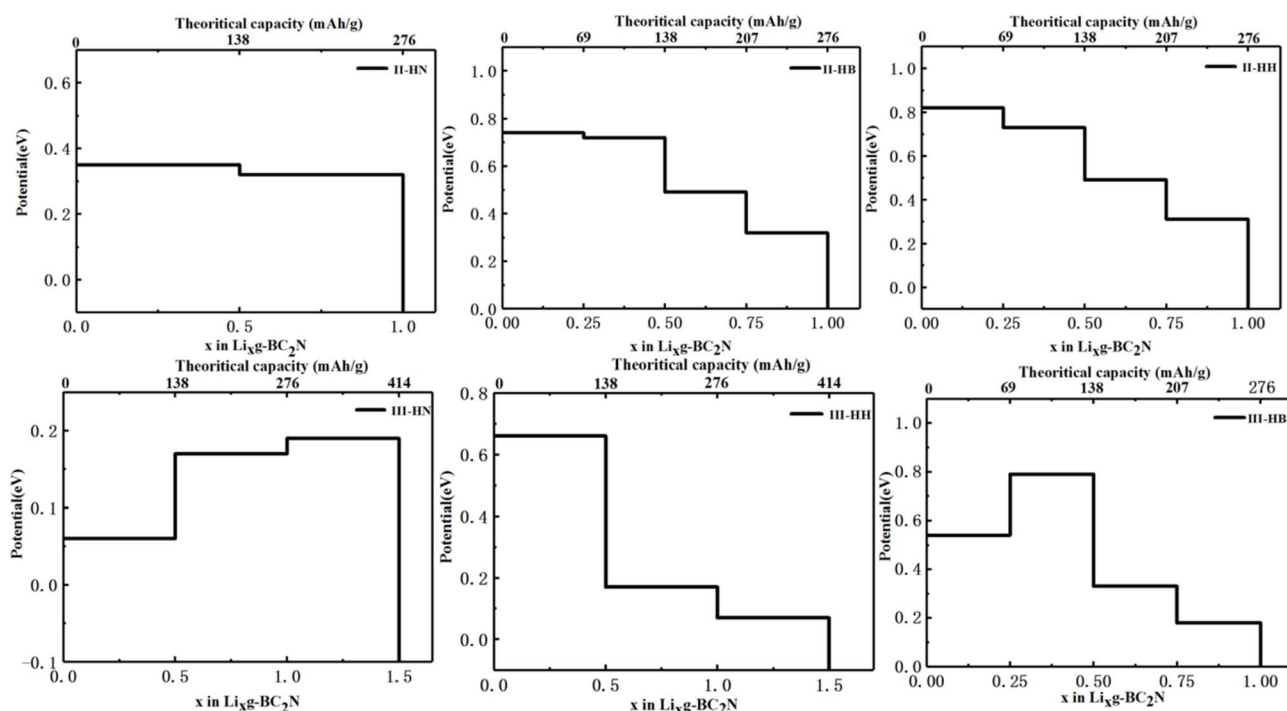 Theoritical capacity (mAh/g)
0 138 276
II-HN
0.6
0.4
0.2
0.0
Potential(eV)
0.0 0.5 1.0
x in Lixg-BC2N
Theoritical capacity (mAh/g)
0 69 138 207 276
II-HB
1.0
0.8
0.6
0.4
0.2
0.0
Potential(eV)
0.00 0.25 0.50 0.75 1.00
x in Lixg-BC2N
Theoritical capacity (mAh/g)
0 69 138 207 276
II-HH
1.0
0.8
0.6
0.4
0.2
0.0
Potential(eV)
0.00 0.25 0.50 0.75 1.00
x in Lixg-BC2N
Theoritical capacity (mAh/g)
0 138 276 414
III-HN
0.2
0.1
0.0
-0.1
Potential(eV)
0.0 0.5 1.0 1.5
x in Lixg-BC2N
Theoritical capacity (mAh/g)
0 138 276 414
III-HH
0.8
0.6
0.4
0.2
0.0
Potential(eV)
0.0 0.5 1.0 1.5
x in Lixg-BC2N
Theoritical capacity (mAh/g)
0 69 138 207 276
III-HB
1.0
0.8
0.6
0.4
0.2
0.0
Potential(eV)
0.00 0.25 0.50 0.75 1.00
x in Lixg-BC2N